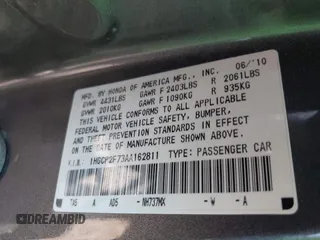 MFD. BY HONDA OF AMERICA MFG., INC. 06/'10
GVWR 4431LBS GAWR F 2403LBS GAWR R 2061LBS
GVWR 2010KG GAWR F 1090KG R 935KG
THIS VEHICLE CONFORMS TO ALL APPLICABLE
FEDERAL MOTOR VEHICLE SAFETY, BUMPER,
AND THEFT PREVENTION STANDARDS IN EFFECT
ON THE DATE OF MANUFACTURE SHOWN ABOVE.
V.I.N. 1HGCP2F73AA162811 TYPE: PASSENGER CAR
A A05 - NH737MX - W - A
AUTOBIDMASTER